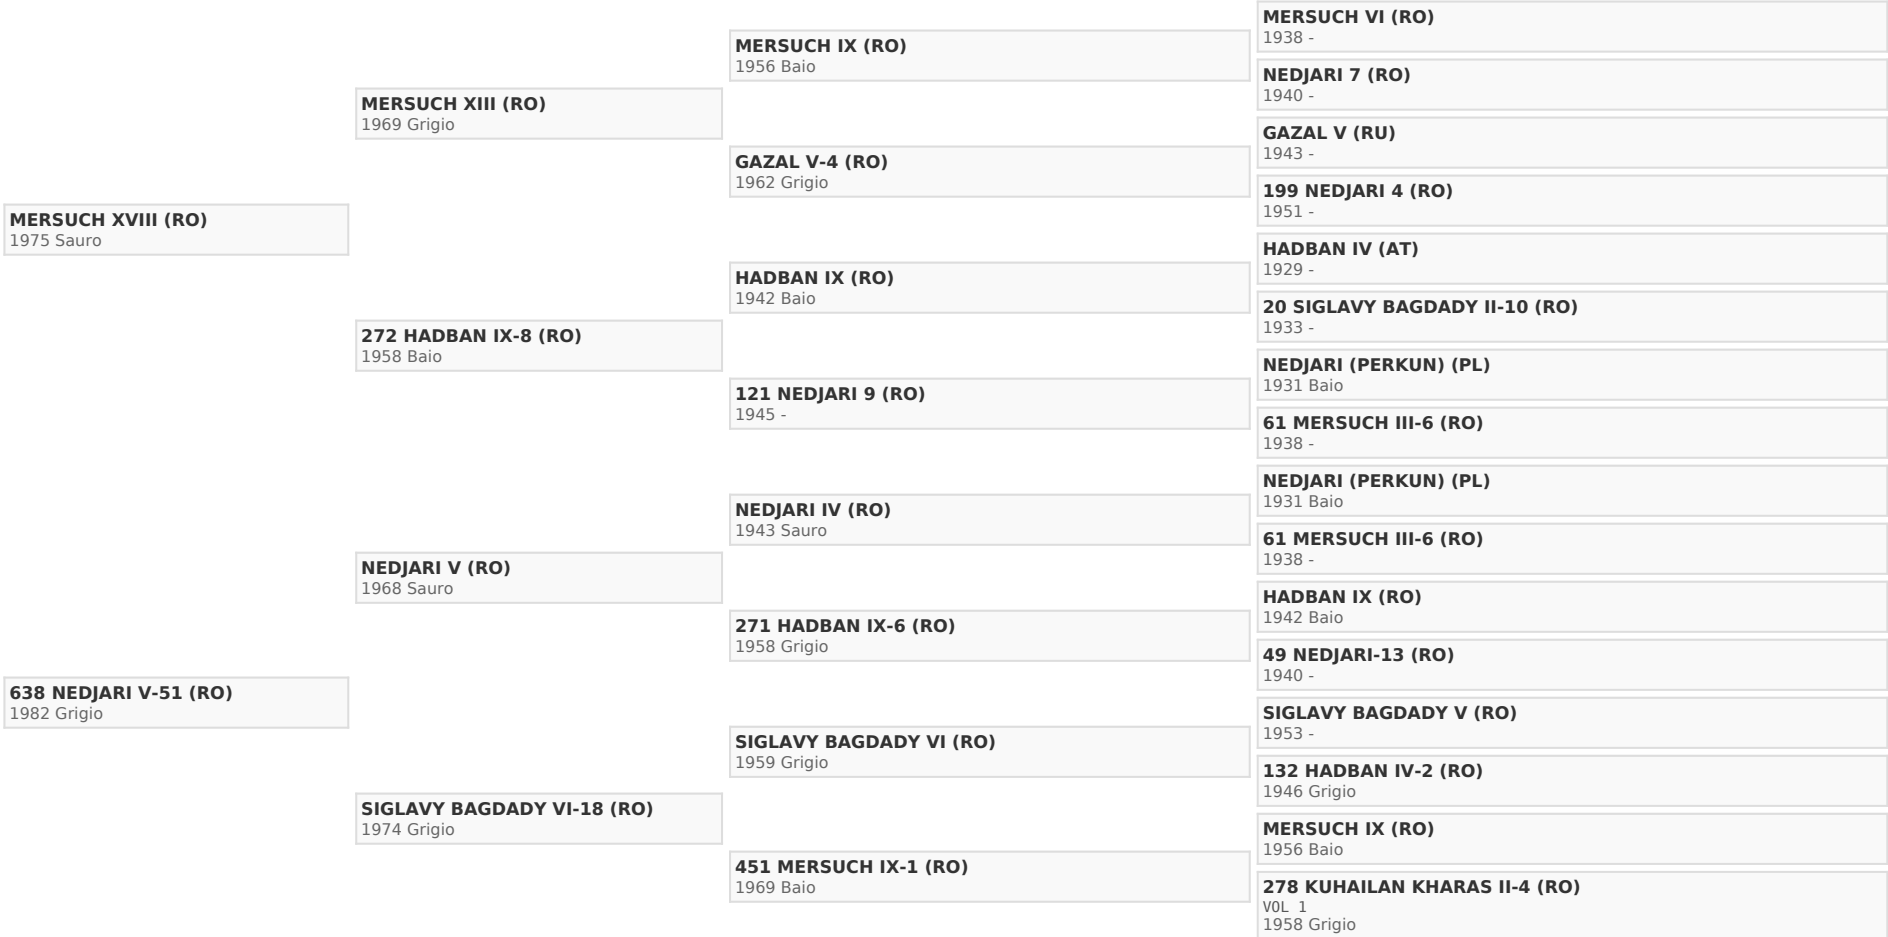 MERSUCH XVIII (RO)
1975 Sauro
638 NEDJARI V-51 (RO)
1982 Grigio
MERSUCH XIII (RO)
1969 Grigio
272 HADBAN IX-8 (RO)
1958 Baio
NEDJARI V (RO)
1968 Sauro
SIGLAVY BAGDADY VI-18 (RO)
1974 Grigio
MERSUCH IX (RO)
1956 Baio
GAZAL V-4 (RO)
1962 Grigio
HADBAN IX (RO)
1942 Baio
121 NEDJARI 9 (RO)
1945 -
NEDJARI IV (RO)
1943 Sauro
271 HADBAN IX-6 (RO)
1958 Grigio
SIGLAVY BAGDADY VI (RO)
1959 Grigio
451 MERSUCH IX-1 (RO)
1969 Baio
MERSUCH VI (RO)
1938 -
NEDJARI 7 (RO)
1940 -
GAZAL V (RU)
1943 -
199 NEDJARI 4 (RO)
1951 -
HADBAN IV (AT)
1929 -
20 SIGLAVY BAGDADY II-10 (RO)
1933 -
NEDJARI (PERKUN) (PL)
1931 Baio
61 MERSUCH III-6 (RO)
1938 -
NEDJARI (PERKUN) (PL)
1931 Baio
61 MERSUCH III-6 (RO)
1938 -
HADBAN IX (RO)
1942 Baio
49 NEDJARI-13 (RO)
1940 -
SIGLAVY BAGDADY V (RO)
1953 -
132 HADBAN IV-2 (RO)
1946 Grigio
MERSUCH IX (RO)
1956 Baio
278 KUHAILAN KHARAS II-4 (RO)
VOL 1
1958 Grigio